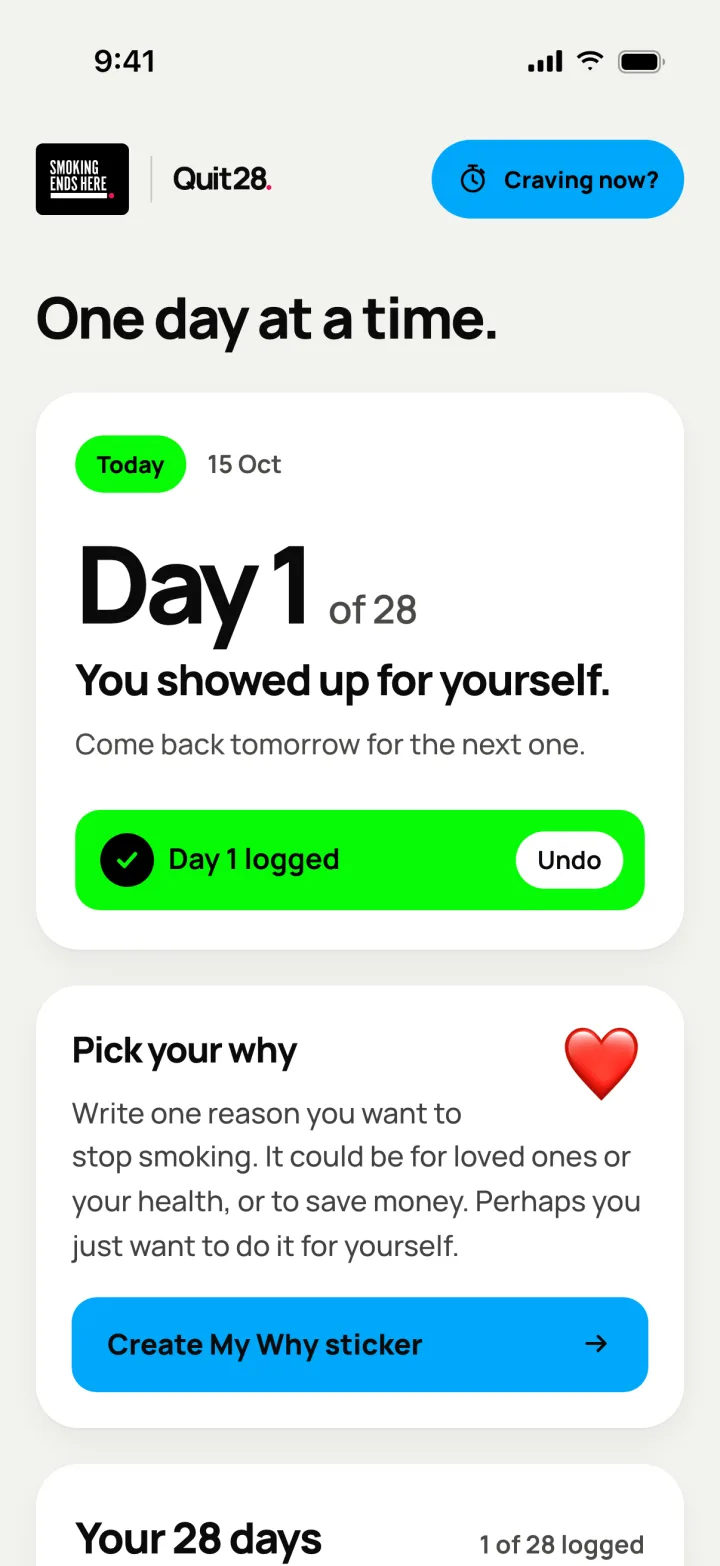 9:41
SMOKING
ENDS HERE
Quit28.
Craving now?
One day at a time.
Today
15 Oct
Day 1 of 28
You showed up for yourself.
Come back tomorrow for the next one.
Day 1 logged
Undo
Pick your why
Write one reason you want to
stop smoking. It could be for loved ones or
your health, or to save money. Perhaps you
just want to do it for yourself.
Create My Why sticker
Your 28 days
1 of 28 logged